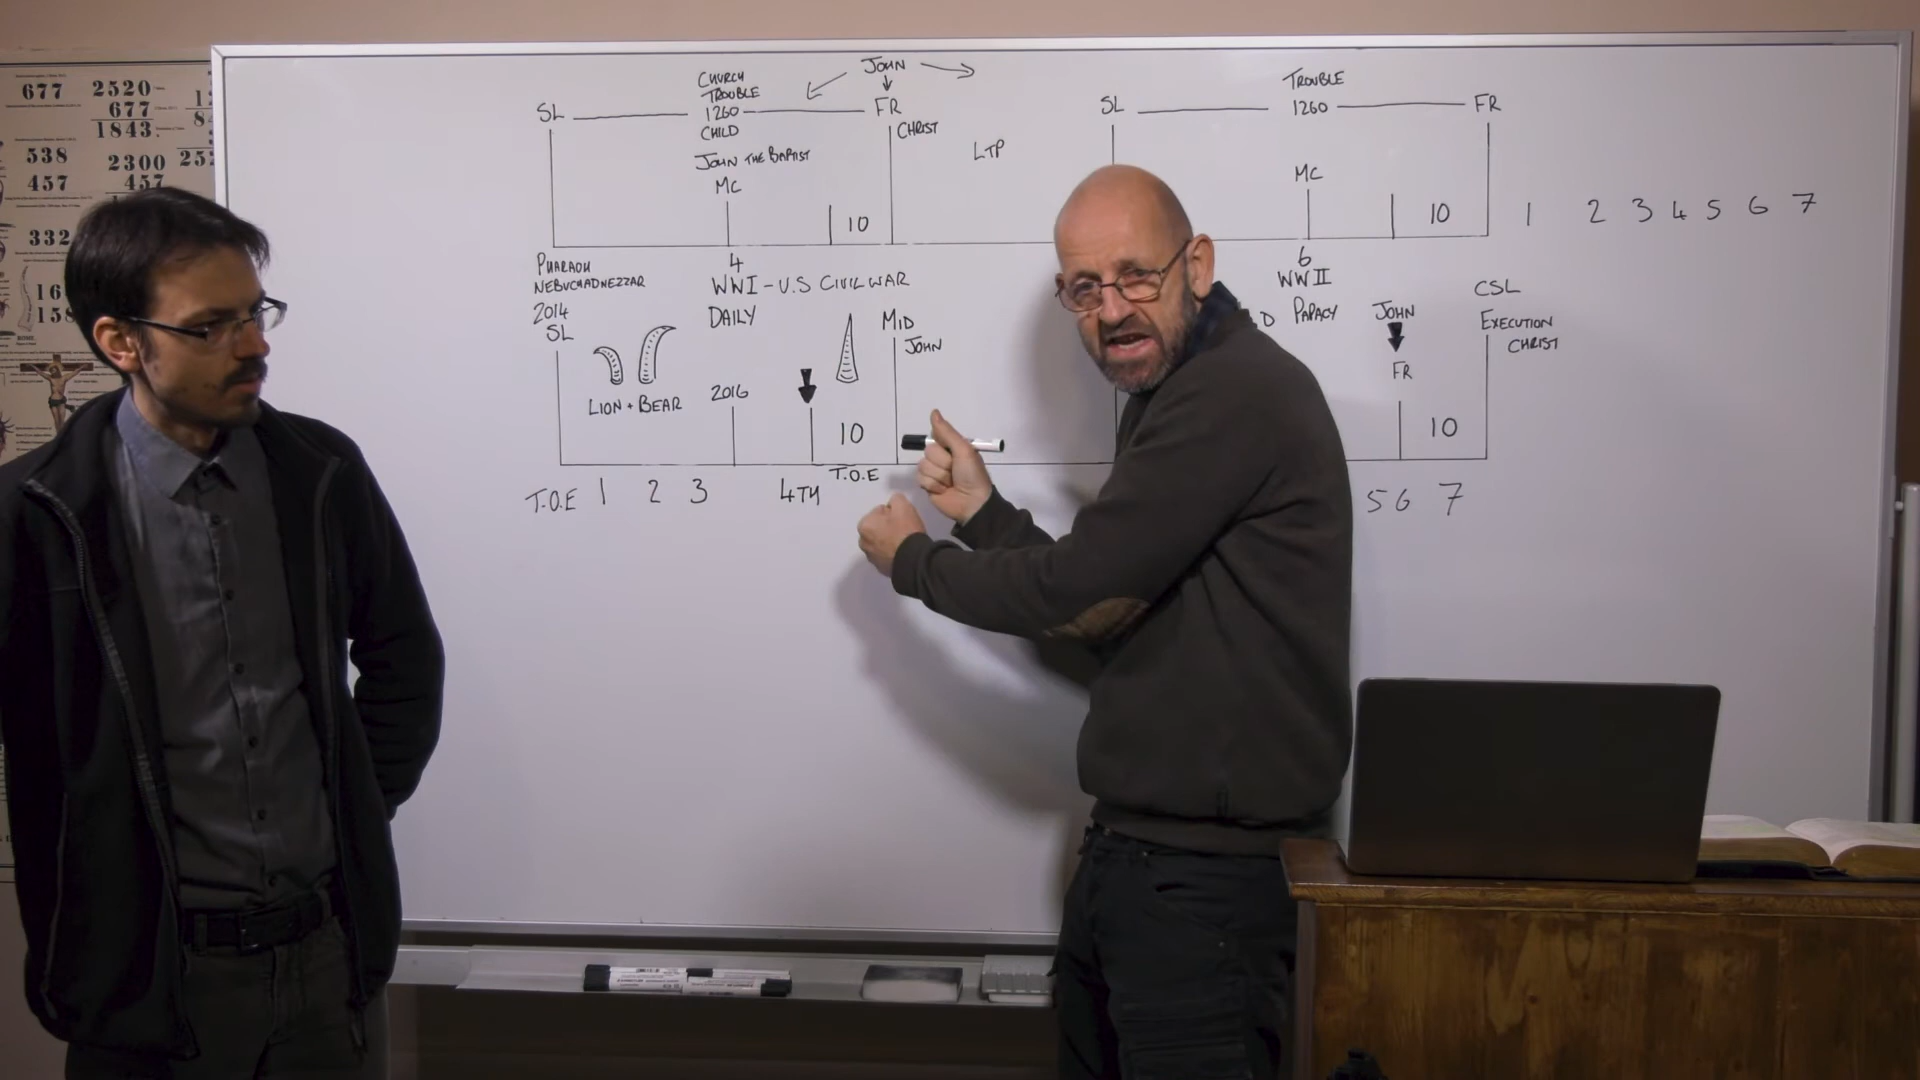 677
2520
677
1843.
538
457
2300
457
252
332
JOHN
CHURCH
TROUBLE
SL
1260
FR
CHILD
CHRIST
JOHN THE BAPTIST
MC
10
LTP
TROUBLE
SL
1260
FR
MC
10
1 2 3 4 5 6 7
PHARAOH
NEBUCHADNEZZAR
2014
SL
4
WWI - U.S CIVIL WAR
DAILY
MID
JOHN
LION + BEAR
2016
10
T.O.E
T.O.E 1 2 3 4TH
6
WWII
D PAPACY
JOHN
FR
CSL
EXECUTION
CHRIST
10
5 6 7